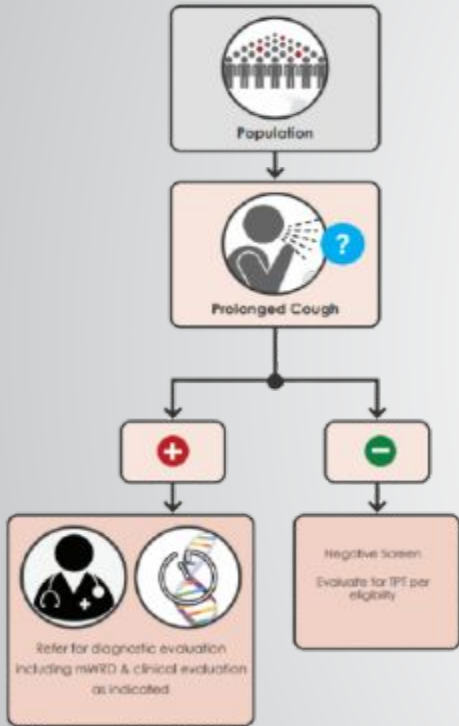 Population
?
Prolonged Cough
+
−
Refer for diagnostic evaluation
including mWRD & clinical evaluation
as indicated
Negative Screen
Evaluate for TPT per
eligibility